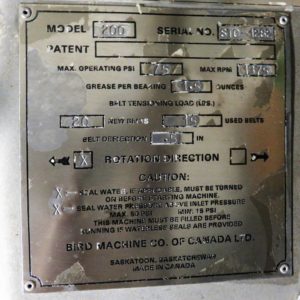 MODEL 200 SERIAL NO.
PATENT
MAX. OPERATING PSI 75 MAX RPM
GREASE PER BEARING OUNCES
BELT TENSIONING LOAD (LBS.)
20 NEW BELTS USED BELTS
BELT DEFLECTION IN
X ROTATION DIRECTION
CAUTION:
X SEAL WATER, IF APPLICABLE, MUST BE TURNED
ON BEFORE STARTING MACHINE.
X SEAL WATER PRESSURE ABOVE INLET PRESSURE
MAX. 50 PSI MIN. 15 PSI
THIS MACHINE MUST BE FILLED BEFORE
RUNNING IF WATERLESS SEALS ARE PROVIDED
BIRD MACHINE CO. OF CANADA LTD.
SASKATOON, SASKATCHEWAN
MADE IN CANADA